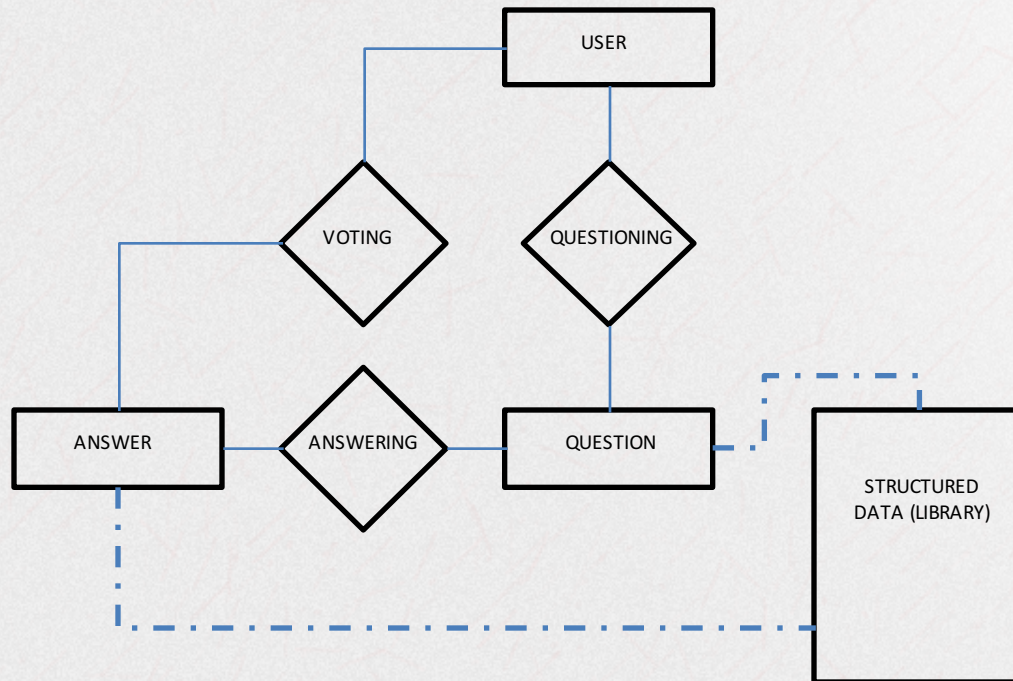 USER
VOTING
QUESTIONING
ANSWER
ANSWERING
QUESTION
STRUCTURED
DATA (LIBRARY)